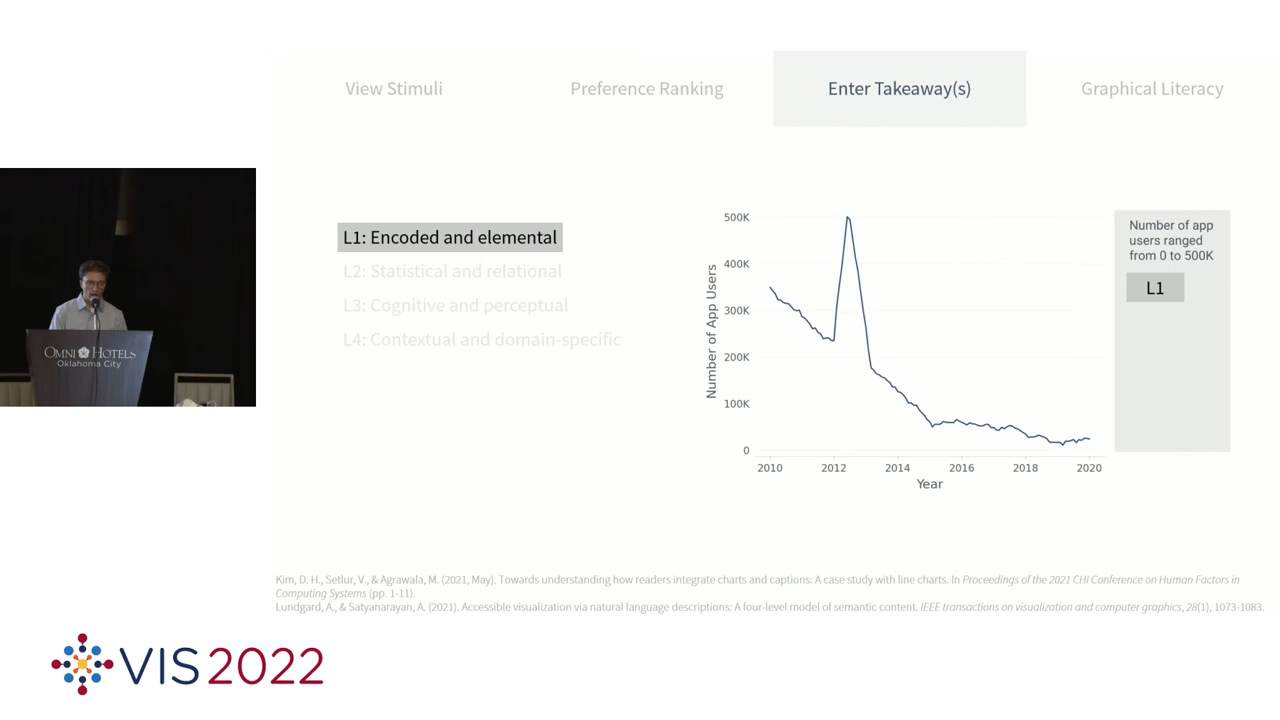 View Stimuli
Preference Ranking
Enter Takeaway(s)
Graphical Literacy
L1: Encoded and elemental
L2: Statistical and relational
L3: Cognitive and perceptual
L4: Contextual and domain-specific
Number of App Users
500K
400K
300K
200K
100K
0
2010
2012
2014
2016
2018
2020
Year
Number of app
users ranged
from 0 to 500K
L1
OMNI HOTELS
Oklahoma City
Kim, D. H., Setlur, V., & Agrawala, M. (2021, May). Towards understanding how readers integrate charts and captions: A case study with line charts. In Proceedings of the 2021 CHI Conference on Human Factors in
Computing Systems (pp. 1-11).
Lundgard, A., & Satyanarayan, A. (2021). Accessible visualization via natural language descriptions: A four-level model of semantic content. IEEE transactions on visualization and computer graphics, 28(1), 1073-1083.
VIS2022